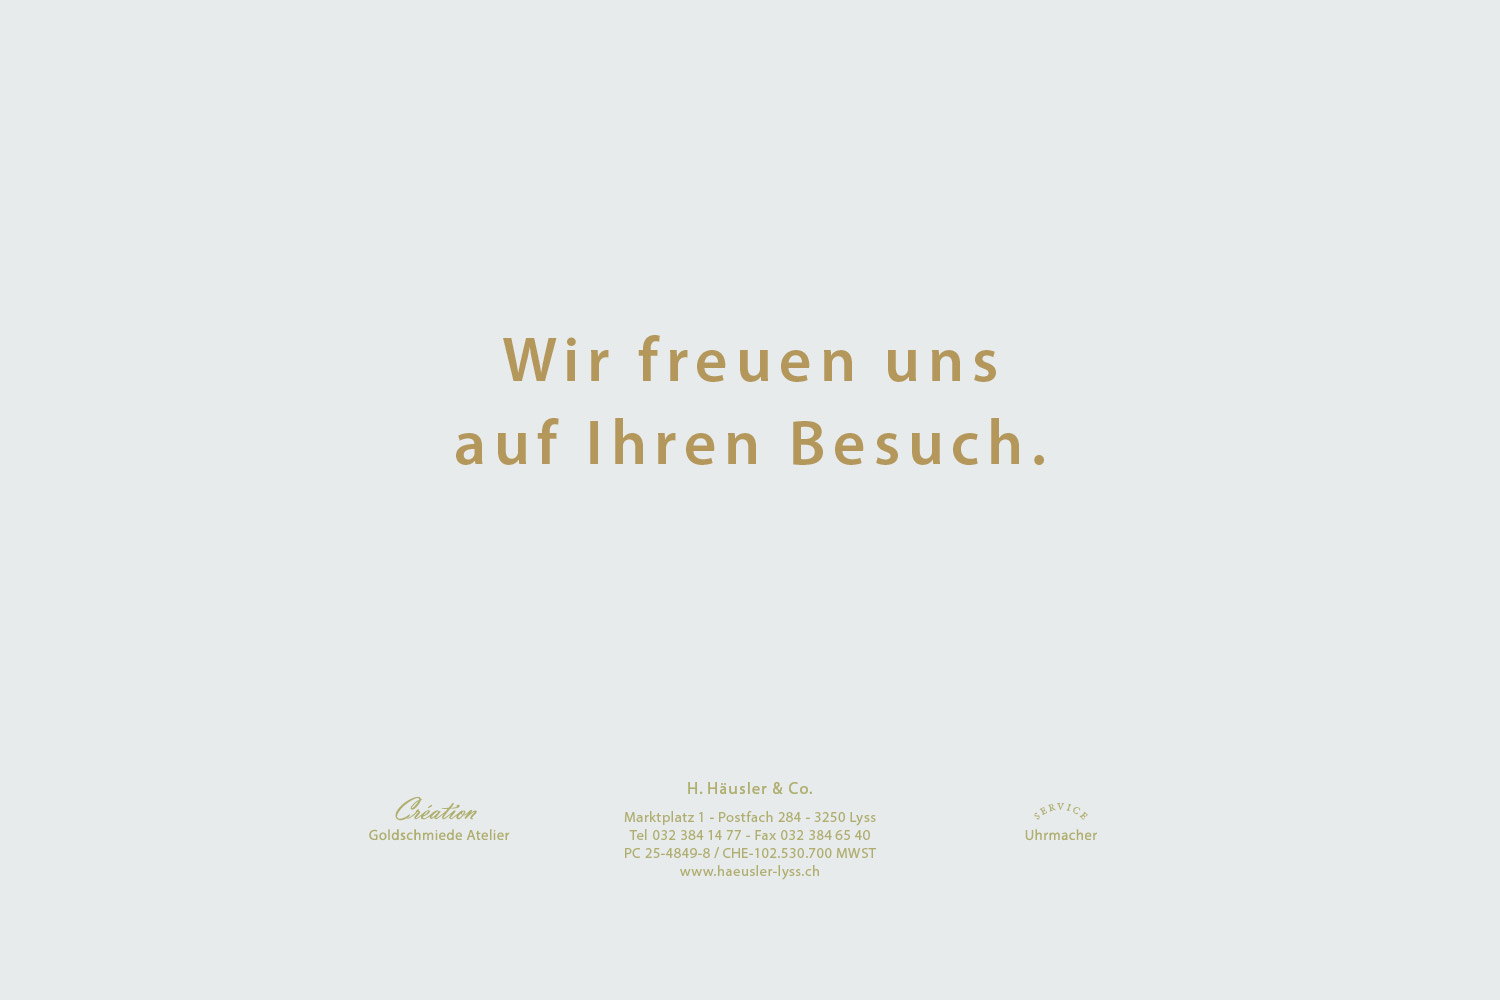 Wir freuen uns
auf Ihren Besuch.
Création
Goldschmiede Atelier
H. Häusler & Co.
Marktplatz 1 - Postfach 284 - 3250 Lyss
Tel 032 384 14 77 - Fax 032 384 65 40
PC 25-4849-8 / CHE-102.530.700 MWST
www.haeusler-lyss.ch
SERVICE
Uhrmacher